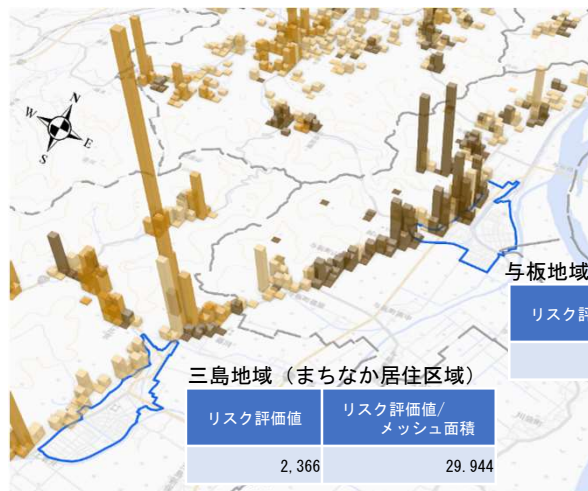 N
W
E
S
与板地域
リスク評
三島地域（まちなか居住区域）
リスク評価値
リスク評価値/
メッシュ面積
2,366
29.944